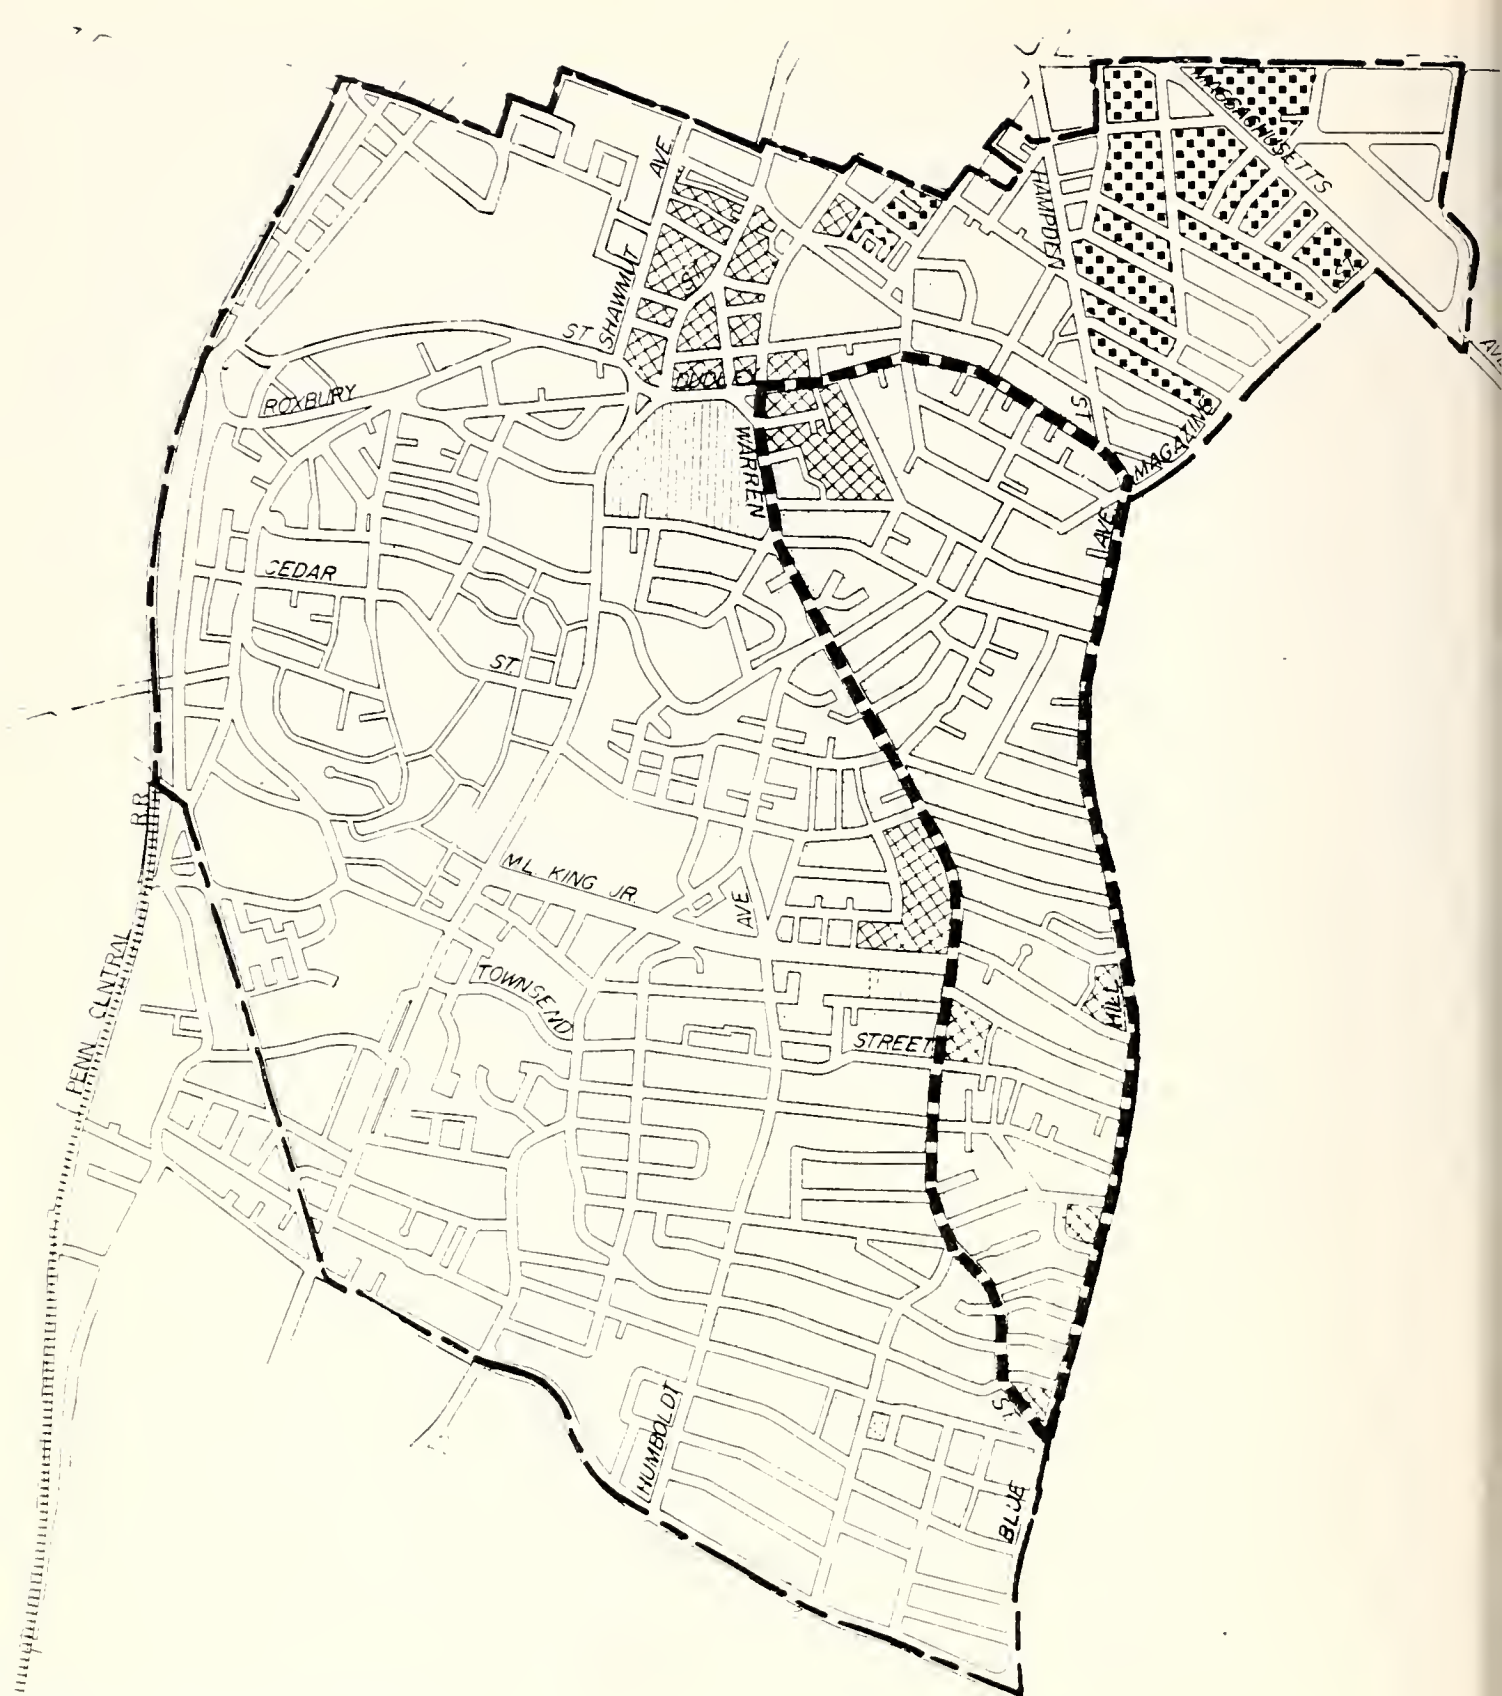 MASSACHUSETTS
AVE.
HAMPDEN
SHAWMUT
ST.
ST.
AVE
DUDLEY
ROXBURY
ST.
MAGAZINE
WARREN
AVE.
CEDAR
ST.
R.R.
M.L. KING JR.
AVE.
PENN CENTRAL
TOWNSEND
HILL
STREET
HUMBOLDT
ST.
BLUE